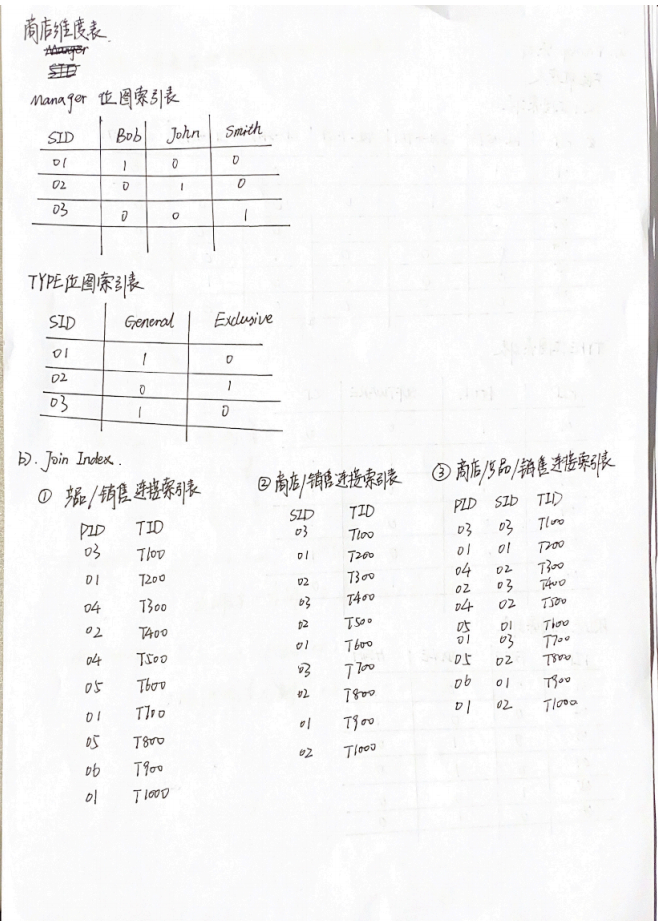 商店维度表.
Manager
SID
Manager 位图索引表
SID Bob John Smith
01 1 0 0
02 0 1 0
03 0 0 1
TYPE位图索引表
SID General Exclusive
01 1 0
02 0 1
03 1 0
b). Join Index.
① 商品/销售连接索引表
PID TID
03 T100
01 T200
04 T300
02 T400
04 T500
05 T600
01 T700
05 T800
06 T900
01 T1000
② 商店/销售连接索引表
SID TID
03 T100
01 T200
02 T300
03 T400
02 T500
01 T600
03 T700
02 T800
01 T900
02 T1000
③ 商店/商品/销售连接索引表
PID SID TID
03 03 T100
01 01 T200
04 02 T300
02 03 T400
04 02 T500
05 01 T600
01 03 T700
05 02 T800
06 01 T900
01 02 T1000